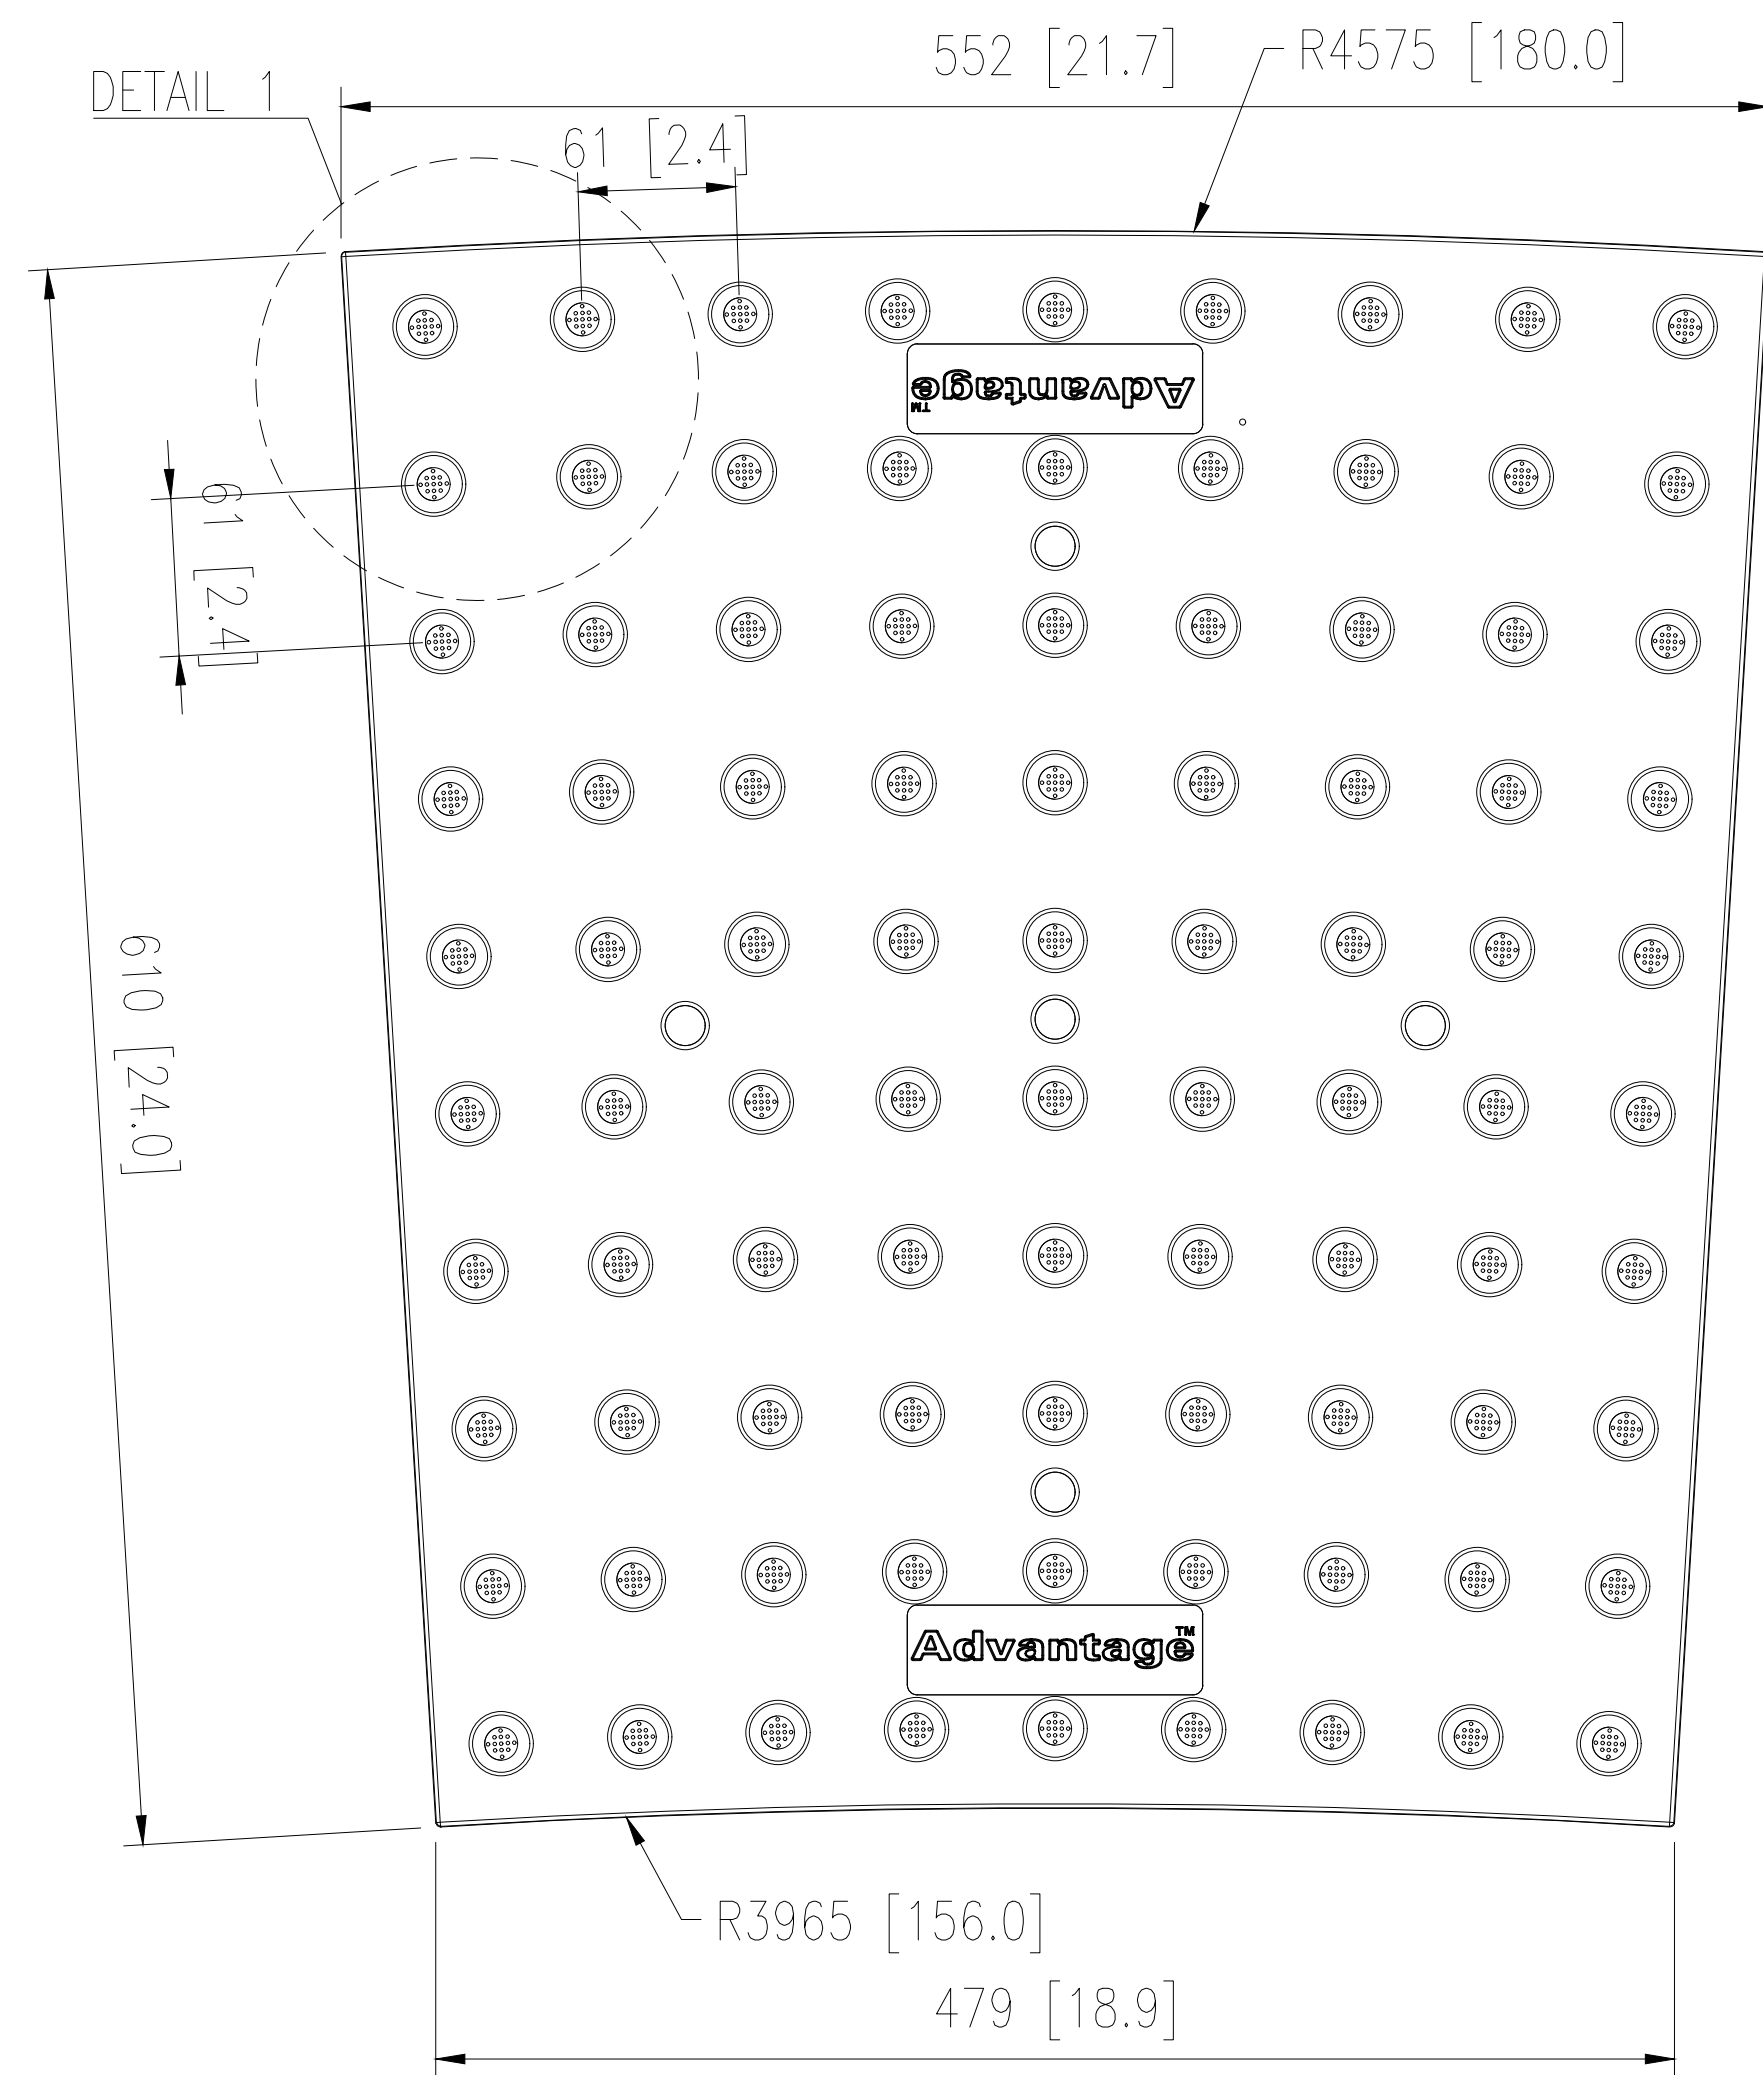 552 [21.7]
R4575 [180.0]
DETAIL 1
61 [2.4]
Advantage™
61 [2.4]
610 [24.0]
Advantage™
R3965 [156.0]
479 [18.9]